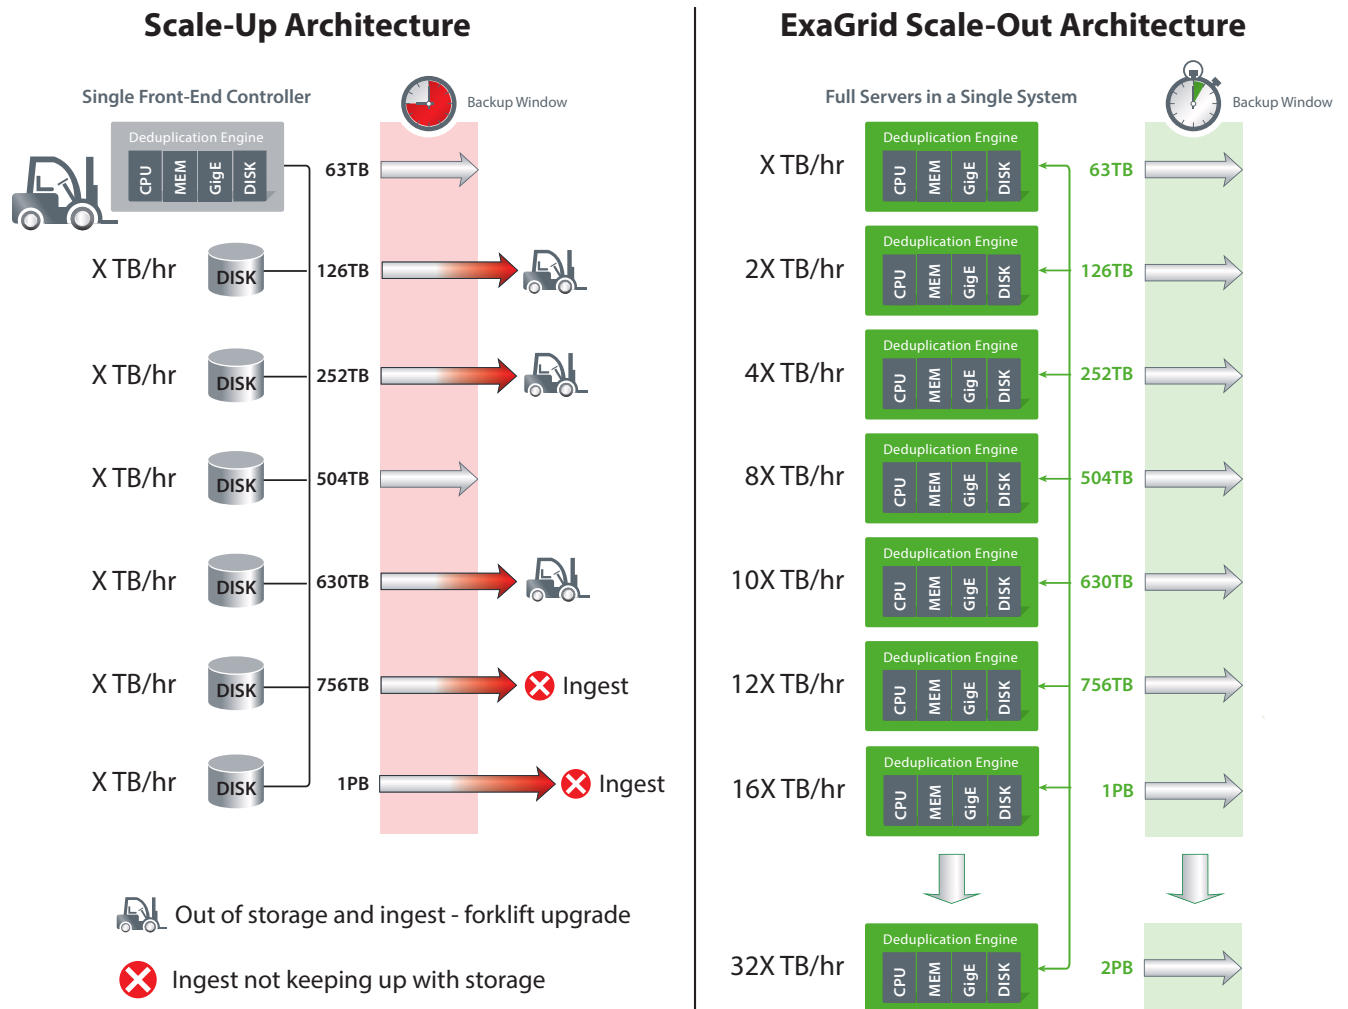 Scale-Up Architecture
Single Front-End Controller
Backup Window
Deduplication Engine
CPU
MEM
GigE
DISK
63TB
X TB/hr
DISK
126TB
X TB/hr
DISK
252TB
X TB/hr
DISK
504TB
X TB/hr
DISK
630TB
X TB/hr
DISK
756TB
Ingest
X TB/hr
DISK
1PB
Ingest
Out of storage and ingest - forklift upgrade
Ingest not keeping up with storage
ExaGrid Scale-Out Architecture
Full Servers in a Single System
Backup Window
X TB/hr
Deduplication Engine
CPU
MEM
GigE
DISK
63TB
2X TB/hr
Deduplication Engine
CPU
MEM
GigE
DISK
126TB
4X TB/hr
Deduplication Engine
CPU
MEM
GigE
DISK
252TB
8X TB/hr
Deduplication Engine
CPU
MEM
GigE
DISK
504TB
10X TB/hr
Deduplication Engine
CPU
MEM
GigE
DISK
630TB
12X TB/hr
Deduplication Engine
CPU
MEM
GigE
DISK
756TB
16X TB/hr
Deduplication Engine
CPU
MEM
GigE
DISK
1PB
32X TB/hr
Deduplication Engine
CPU
MEM
GigE
DISK
2PB